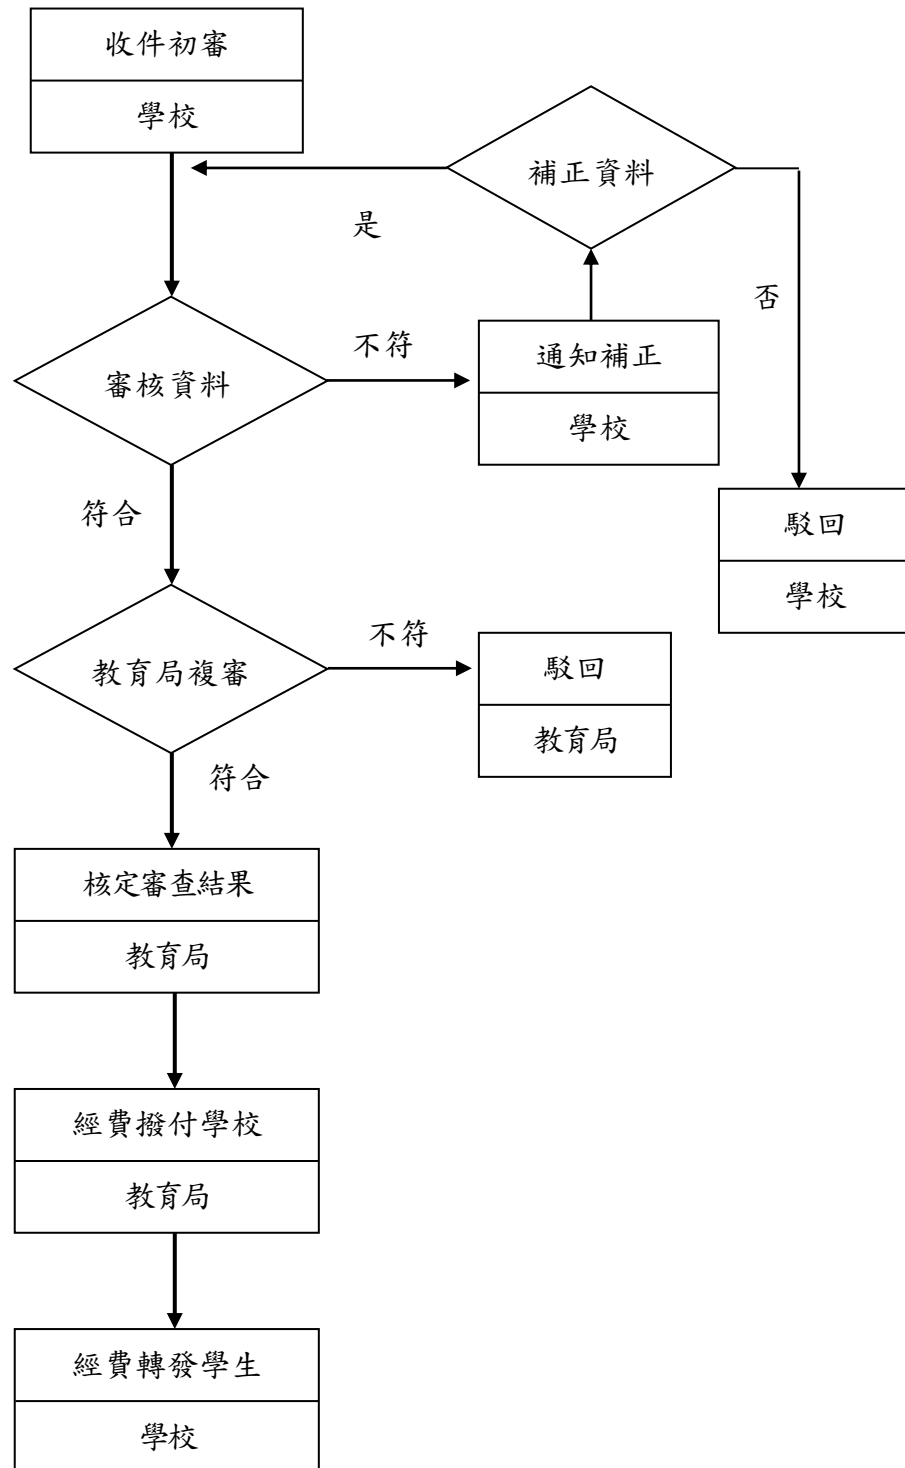 收件初審
學校
補正資料
是
否
不符
通知補正
審核資料
學校
符合
駁回
學校
不符
駁回
教育局複審
教育局
符合
核定審查結果
教育局
經費撥付學校
教育局
經費轉發學生
學校